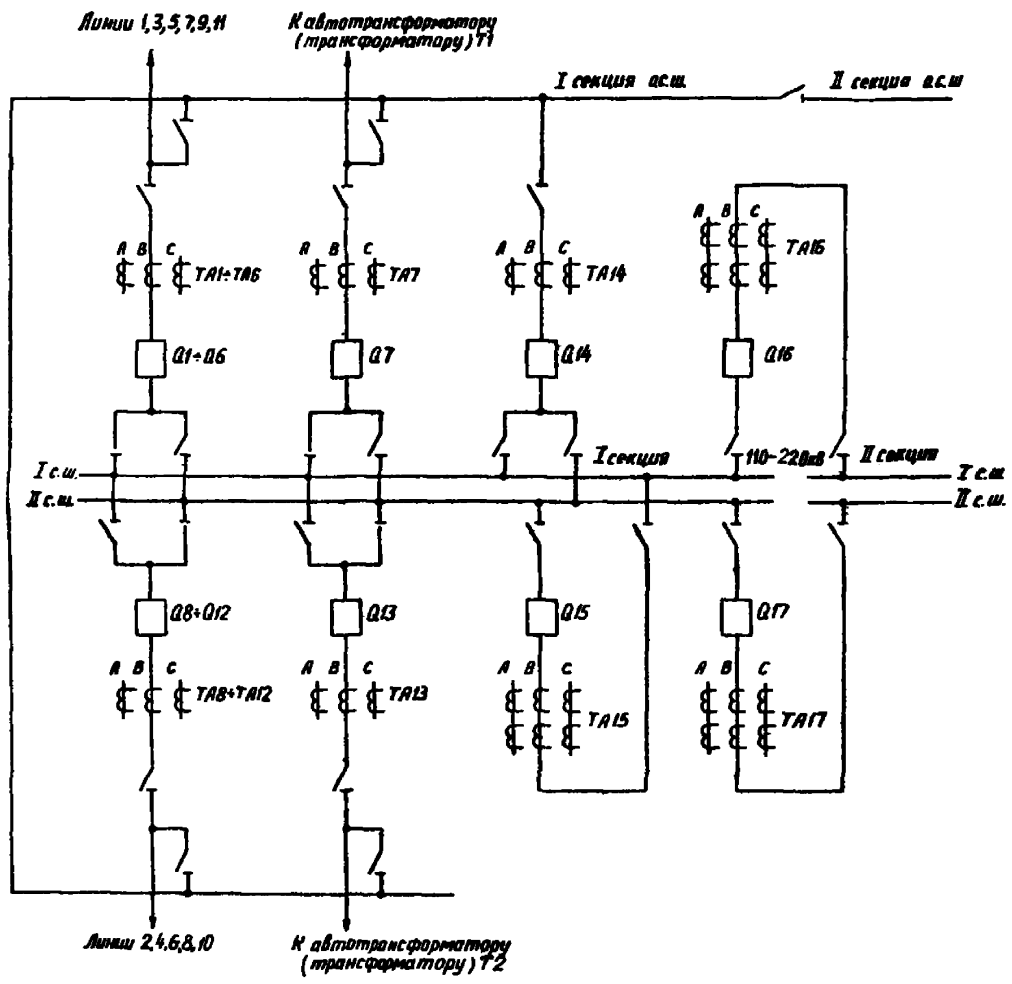 Линии 1,3,5,7,9,11
К автотрансформатору
(трансформатору) Т1
I секция о.с.ш.
II секция о.с.ш
A B C
TA1÷TA6
A B C
TA7
A B C
TA14
A B C
TA16
Q1÷Q6
Q7
Q14
Q16
I с.ш.
I секция
110-220кВ
II секция
I с.ш.
II с.ш.
II с.ш.
Q8÷Q12
Q13
Q15
Q17
A B C
TA8÷TA12
A B C
TA13
A B C
TA15
A B C
TA17
Линии 2,4,6,8,10
К автотрансформатору
(трансформатору) Т2